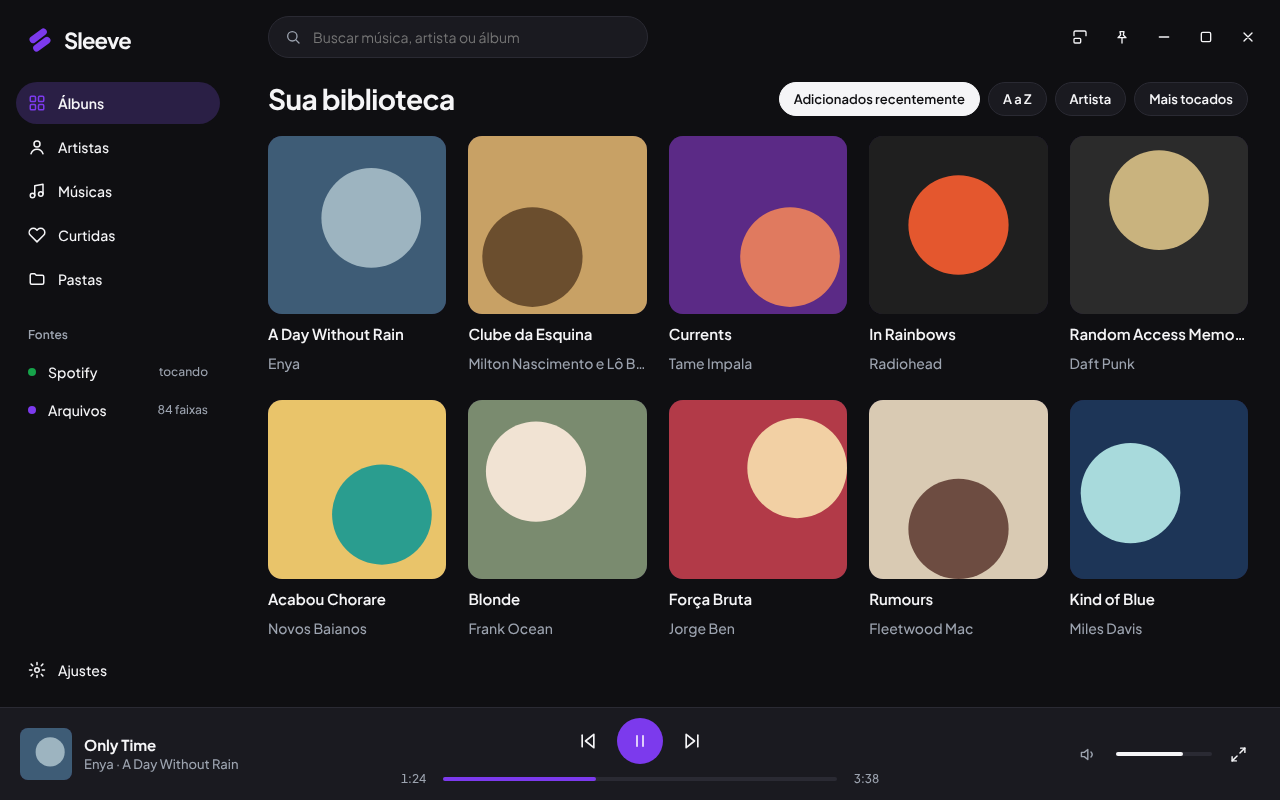 Sleeve
Buscar música, artista ou álbum
Álbuns
Artistas
Músicas
Curtidas
Pastas
Fontes
Spotify tocando
Arquivos 84 faixas
Ajustes
Sua biblioteca
Adicionados recentemente
A a Z
Artista
Mais tocados
A Day Without Rain
Enya
Clube da Esquina
Milton Nascimento e Lô B...
Currents
Tame Impala
In Rainbows
Radiohead
Random Access Memo...
Daft Punk
Acabou Chorare
Novos Baianos
Blonde
Frank Ocean
Força Bruta
Jorge Ben
Rumours
Fleetwood Mac
Kind of Blue
Miles Davis
Only Time
Enya · A Day Without Rain
1:24
3:38